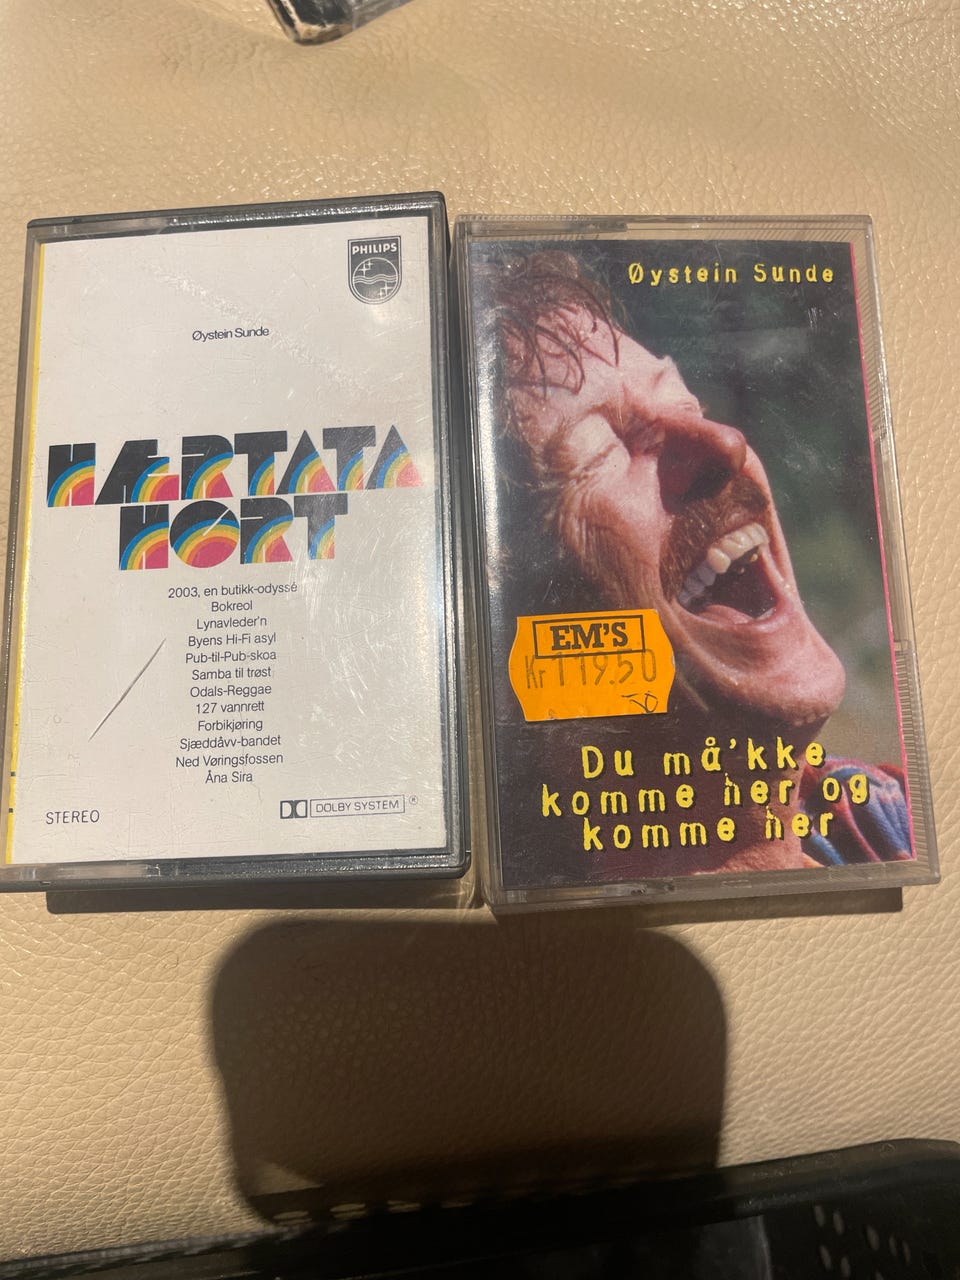 PHILIPS
Øystein Sunde
HÆRTATA
HØRT
2003, en butikk-odyssé
Bokreol
Lynavleder'n
Byens Hi-Fi asyl
Pub-til-Pub-skoa
Samba til trøst
Odals-Reggae
127 vannrett
Forbikjøring
Sjæddåvv-bandet
Ned Vøringsfossen
Åna Sira
STEREO
DOLBY SYSTEM ®
Øystein Sunde
EM'S
Kr 119.50
Du må'kke
komme her og
komme her